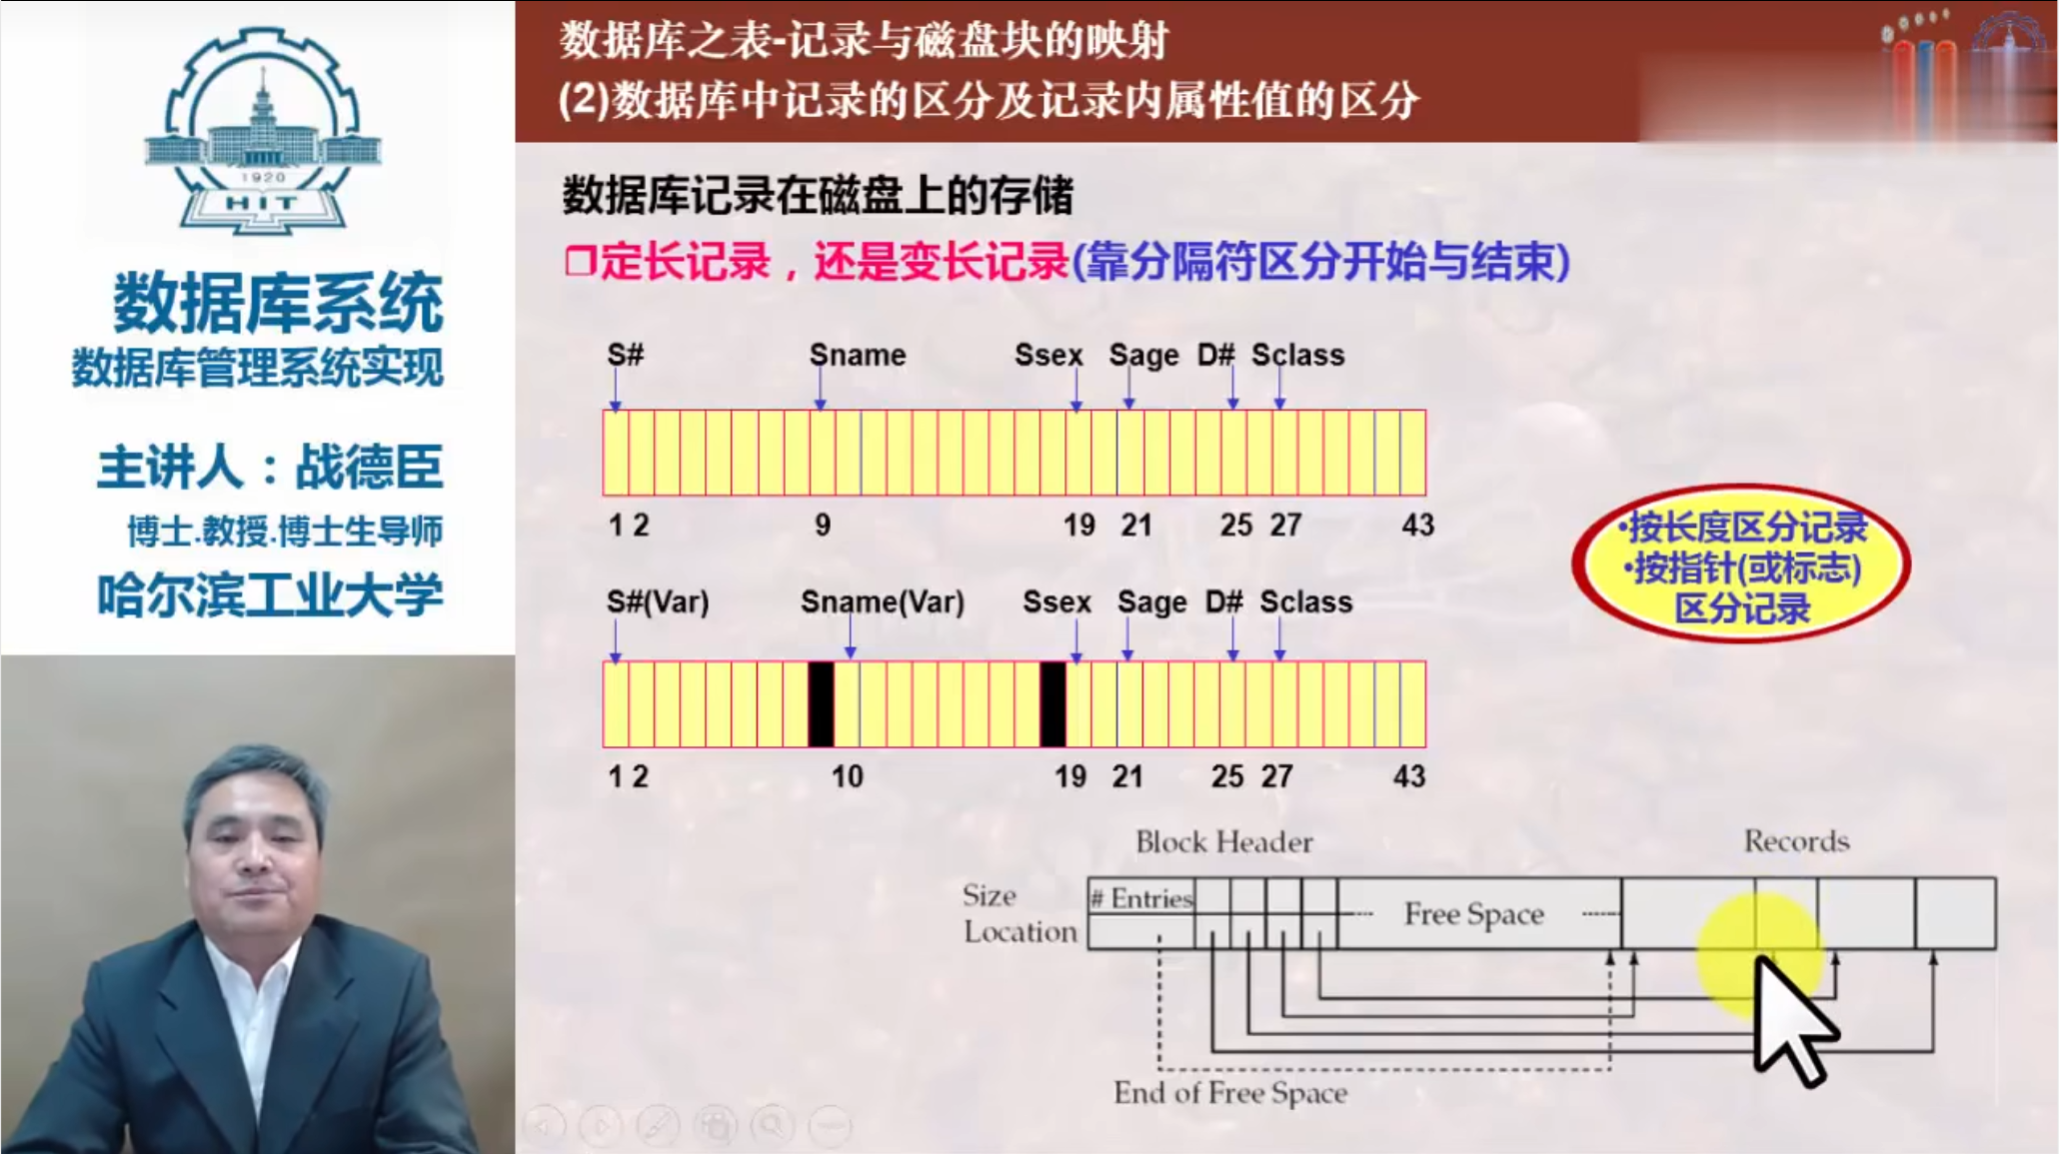 1920
HIT
数据库系统
数据库管理系统实现
主讲人：战德臣
博士.教授.博士生导师
哈尔滨工业大学
数据库之表-记录与磁盘块的映射
(2)数据库中记录的区分及记录内属性值的区分
数据库记录在磁盘上的存储
❒定长记录，还是变长记录(靠分隔符区分开始与结束)
S# Sname Ssex Sage D# Sclass
1 2 9 19 21 25 27 43
S#(Var) Sname(Var) Ssex Sage D# Sclass
1 2 10 19 21 25 27 43
•按长度区分记录
•按指针(或标志)
区分记录
Block Header Records
Size # Entries
Free Space
Location
End of Free Space